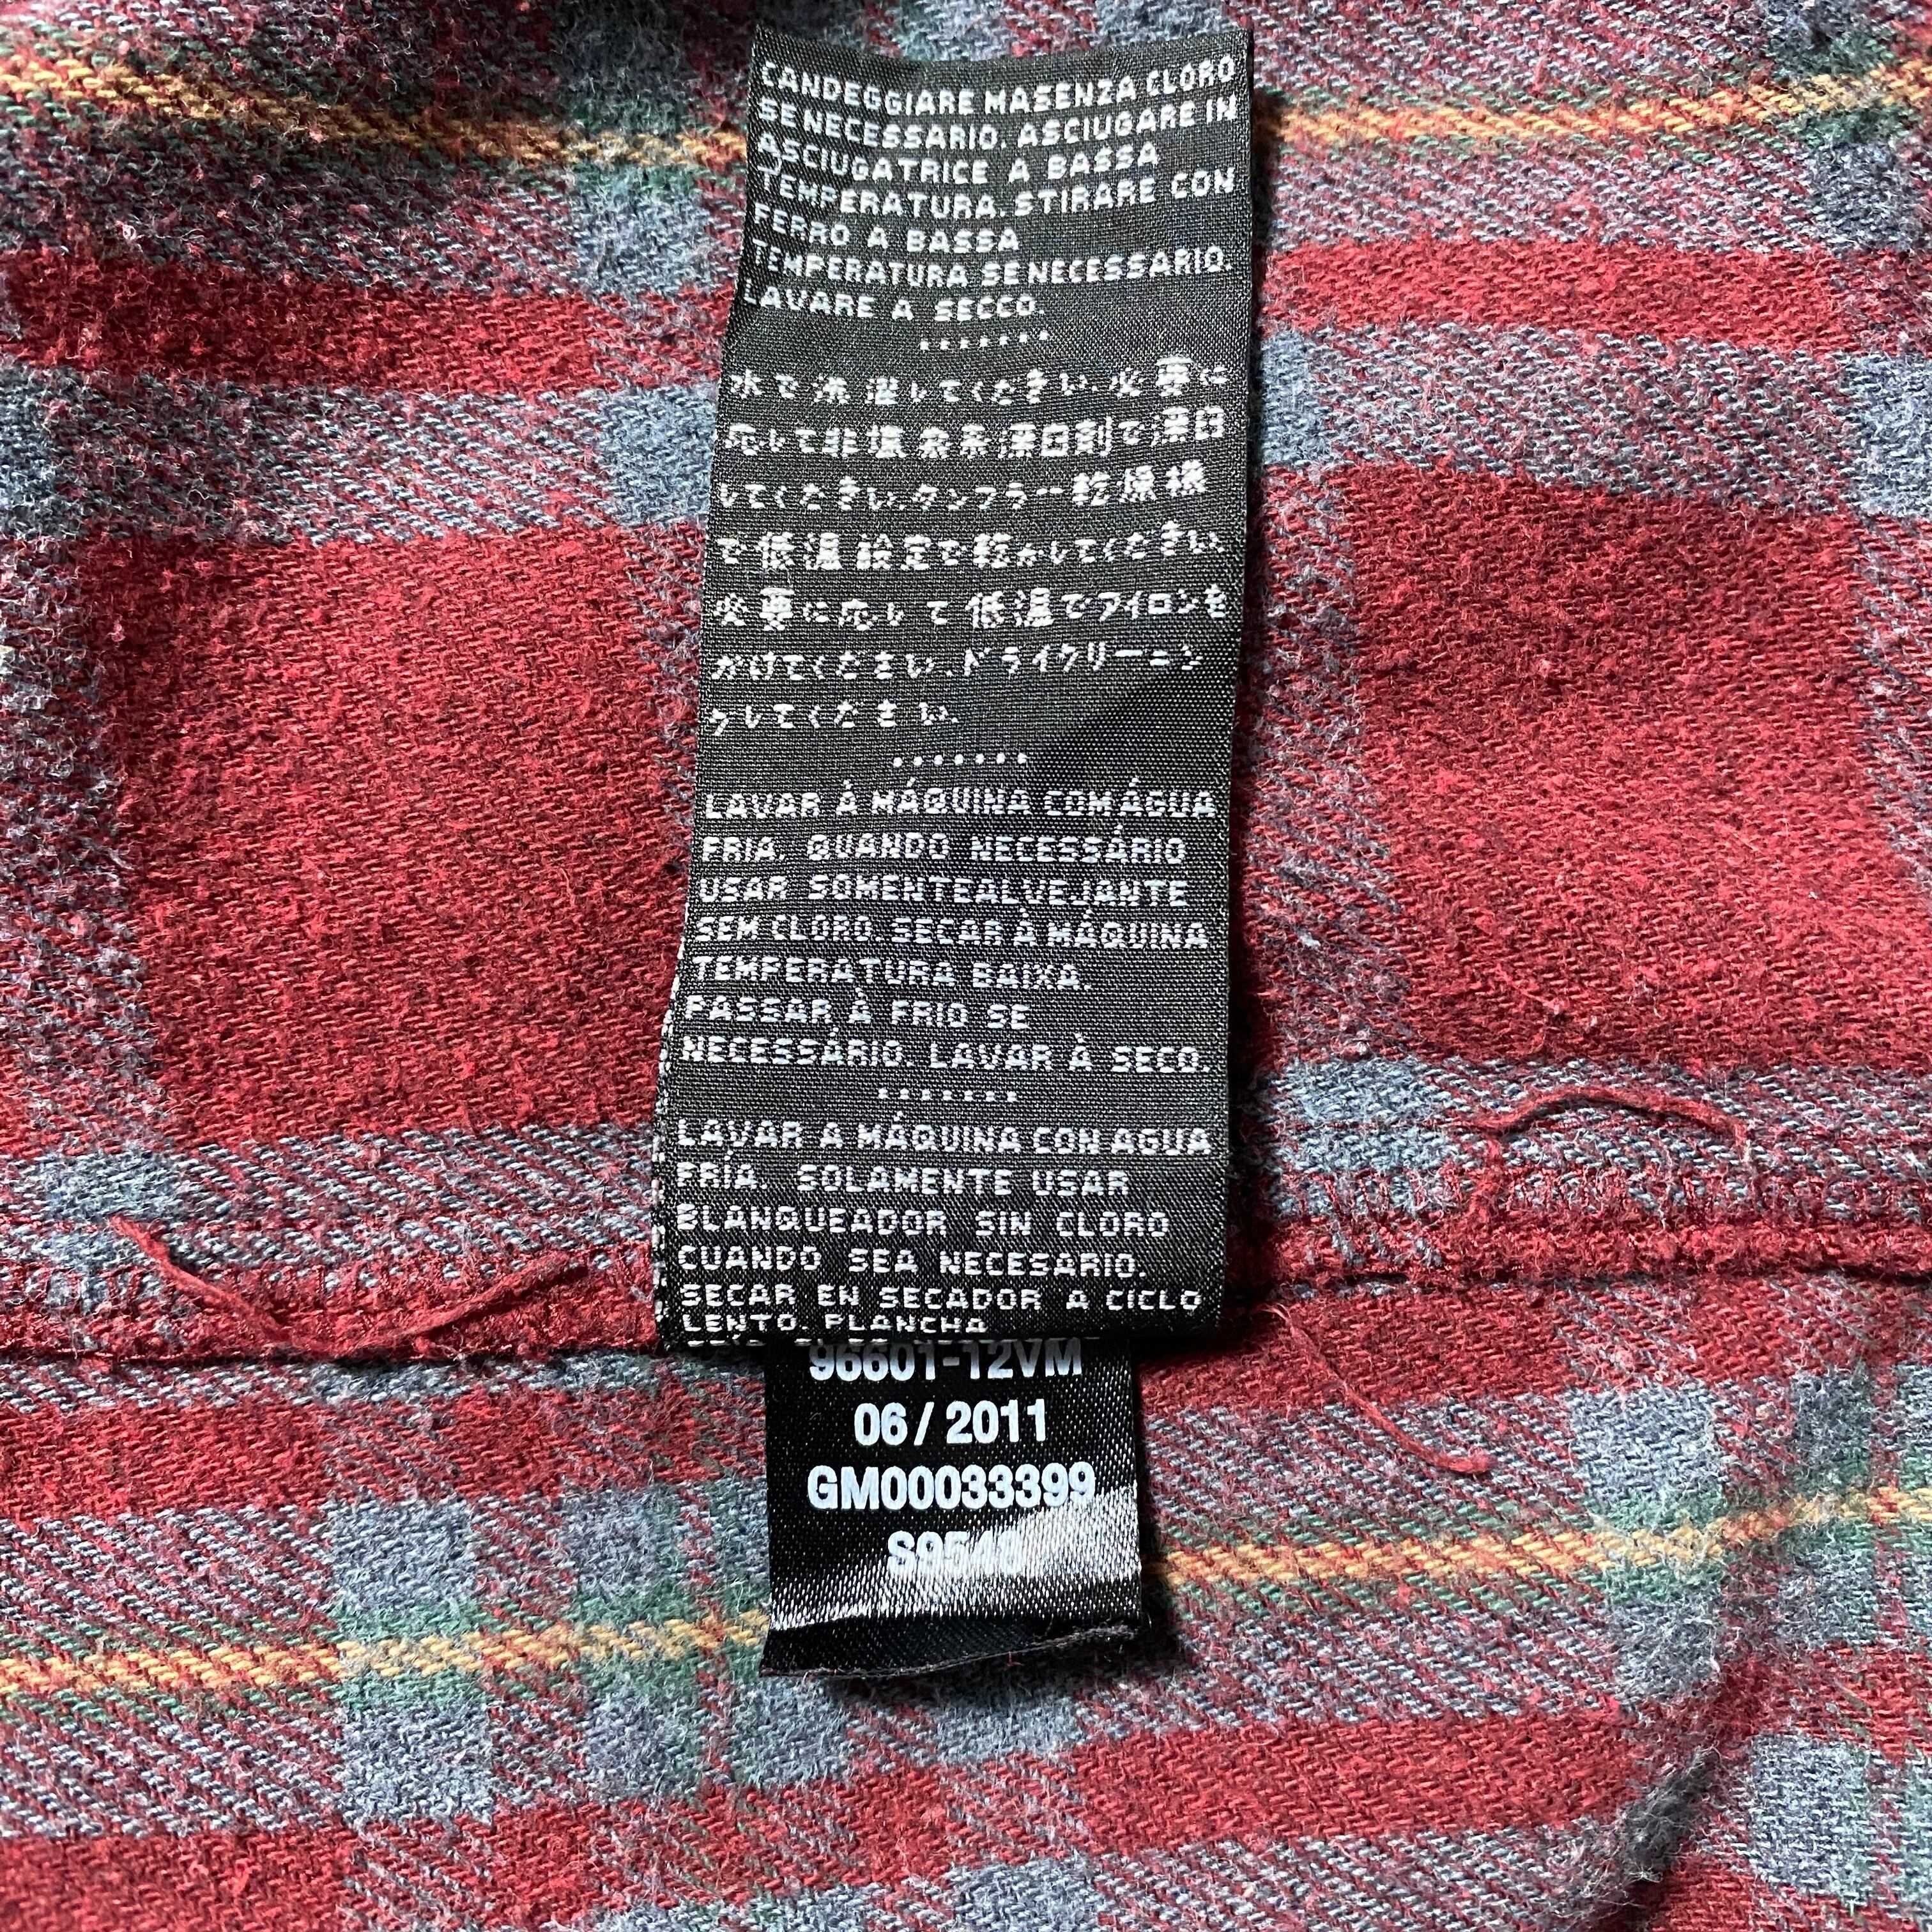 CANDEGGIARE MASENZA CLORO
SE NECESSARIO. ASCIUGARE IN
ASCIUGATRICE A BASSA
TEMPERATURA. STIRARE CON
FERRO A BASSA
TEMPERATURA SE NECESSARIO.
LAVARE A SECCO.
.......
水で洗濯してください.必要に
応じて非塩素系漂白剤で漂白
してください.タンブラー乾燥機
で低温設定で乾かしてください.
必要に応じて低温でアイロンを
かけてください.ドライクリーニン
グしてください.
.......
LAVAR À MÁQUINA COM ÁGUA
FRIA. QUANDO NECESSÁRIO
USAR SOMENTEALVEJANTE
SEM CLORO. SECAR À MÁQUINA
TEMPERATURA BAIXA.
PASSAR À FRIO SE
NECESSÁRIO. LAVAR À SECO.
.......
LAVAR A MÁQUINA CON AGUA
FRÍA. SOLAMENTE USAR
BLANQUEADOR SIN CLORO
CUANDO SEA NECESARIO.
SECAR EN SECADOR A CICLO
LENTO. PLANCHA
96601-12VM
06 / 2011
GM00033399